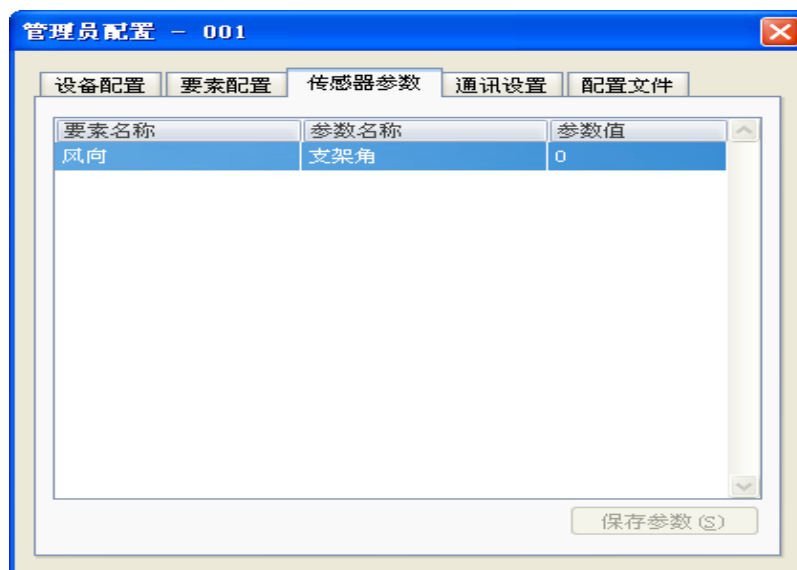 管理员配置 - 001
设备配置 要素配置 传感器参数 通讯设置 配置文件
要素名称 参数名称 参数值
风向 支架角 0
保存参数(S)